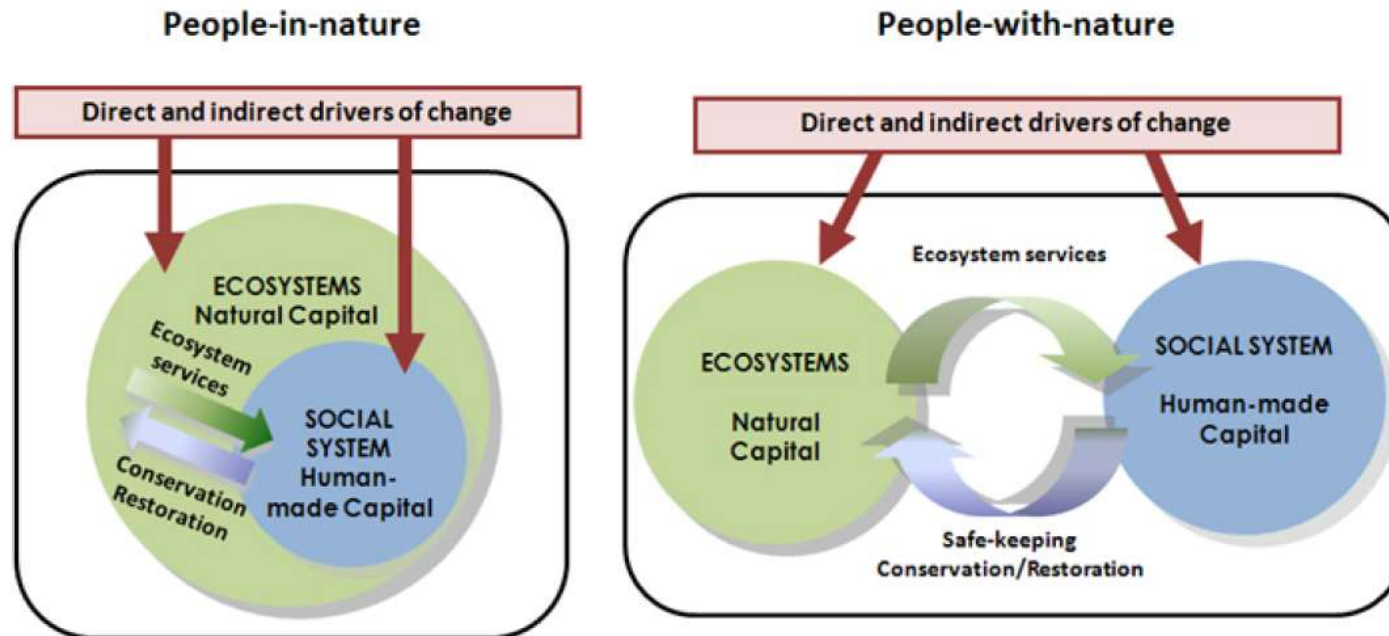 People-in-nature
Direct and indirect drivers of change
ECOSYSTEMS
Natural Capital
Ecosystem
services
SOCIAL
SYSTEM
Human-
made Capital
Conservation
Restoration
People-with-nature
Direct and indirect drivers of change
Ecosystem services
ECOSYSTEMS
Natural
Capital
SOCIAL SYSTEM
Human-made
Capital
Safe-keeping
Conservation/Restoration